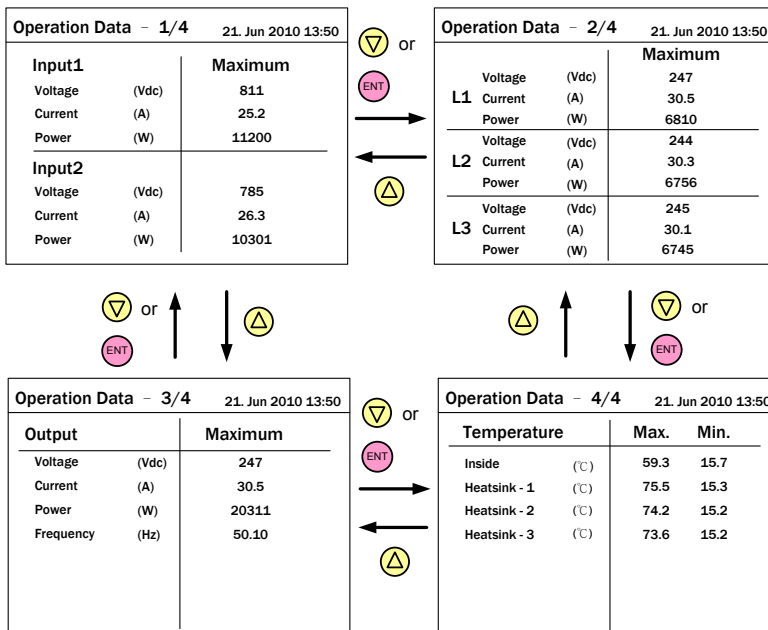 Operation Data – 1/4 21. Jun 2010 13:50
Input1 Maximum
Voltage (Vdc) 811
Current (A) 25.2
Power (W) 11200
Input2
Voltage (Vdc) 785
Current (A) 26.3
Power (W) 10301
or
ENT
Operation Data – 2/4 21. Jun 2010 13:50
Maximum
L1
Voltage (Vdc) 247
Current (A) 30.5
Power (W) 6810
L2
Voltage (Vdc) 244
Current (A) 30.3
Power (W) 6756
L3
Voltage (Vdc) 245
Current (A) 30.1
Power (W) 6745
or
ENT
or
ENT
Operation Data – 3/4 21. Jun 2010 13:50
Output Maximum
Voltage (Vdc) 247
Current (A) 30.5
Power (W) 20311
Frequency (Hz) 50.10
or
ENT
Operation Data – 4/4 21. Jun 2010 13:50
Temperature Max. Min.
Inside (℃) 59.3 15.7
Heatsink - 1 (℃) 75.5 15.3
Heatsink - 2 (℃) 74.2 15.2
Heatsink - 3 (℃) 73.6 15.2